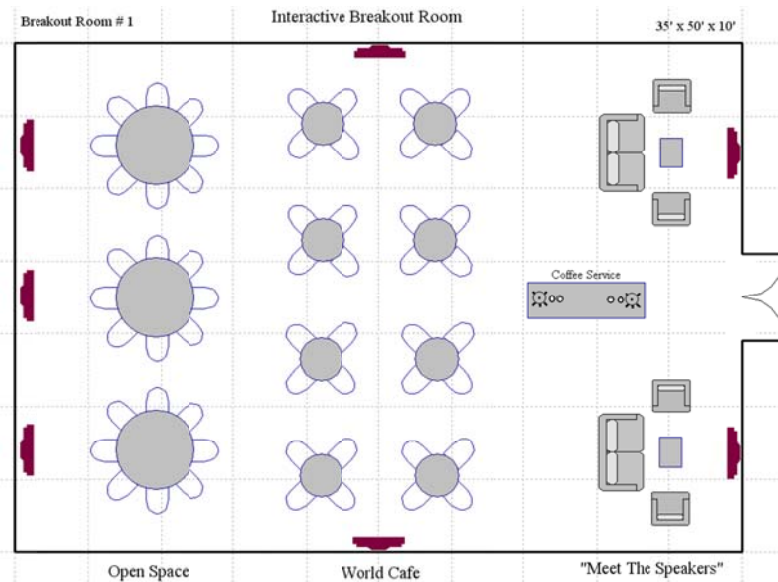 Interactive Breakout Room
Breakout Room # 1
35' x 50' x 10'
Coffee Service
Open Space
World Cafe
"Meet The Speakers"